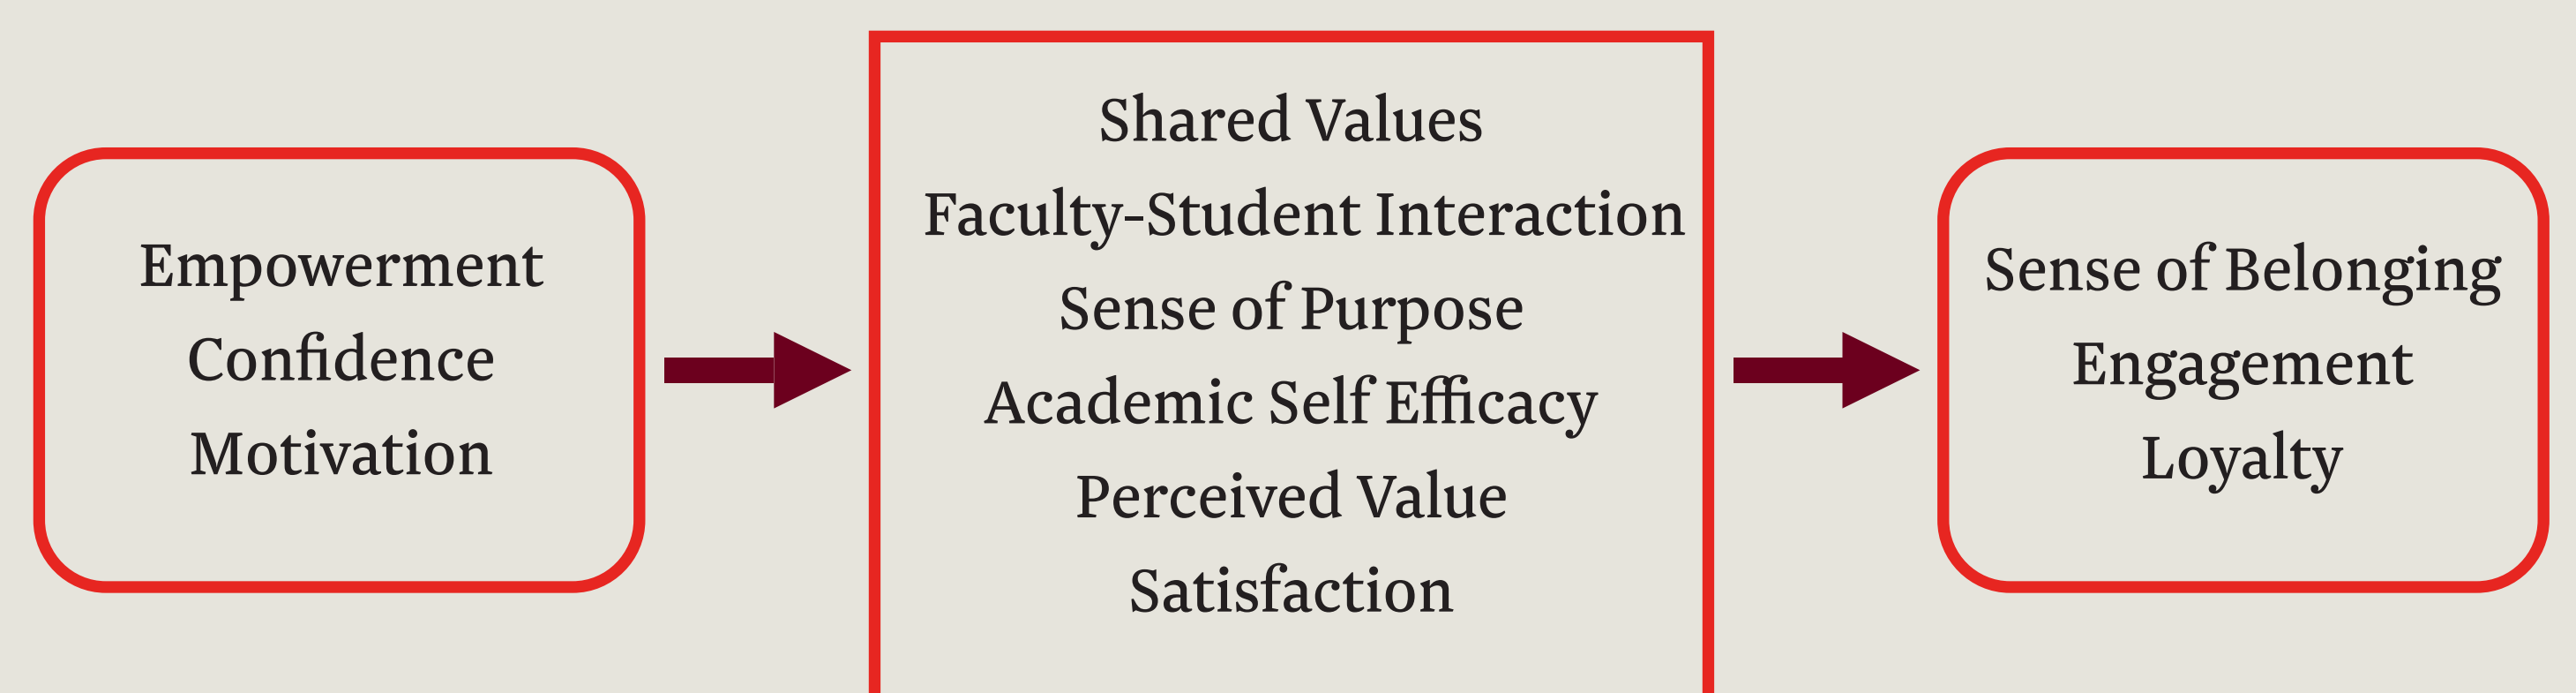 Empowerment
Confidence
Motivation
Shared Values
Faculty-Student Interaction
Sense of Purpose
Academic Self Efficacy
Perceived Value
Satisfaction
Sense of Belonging
Engagement
Loyalty